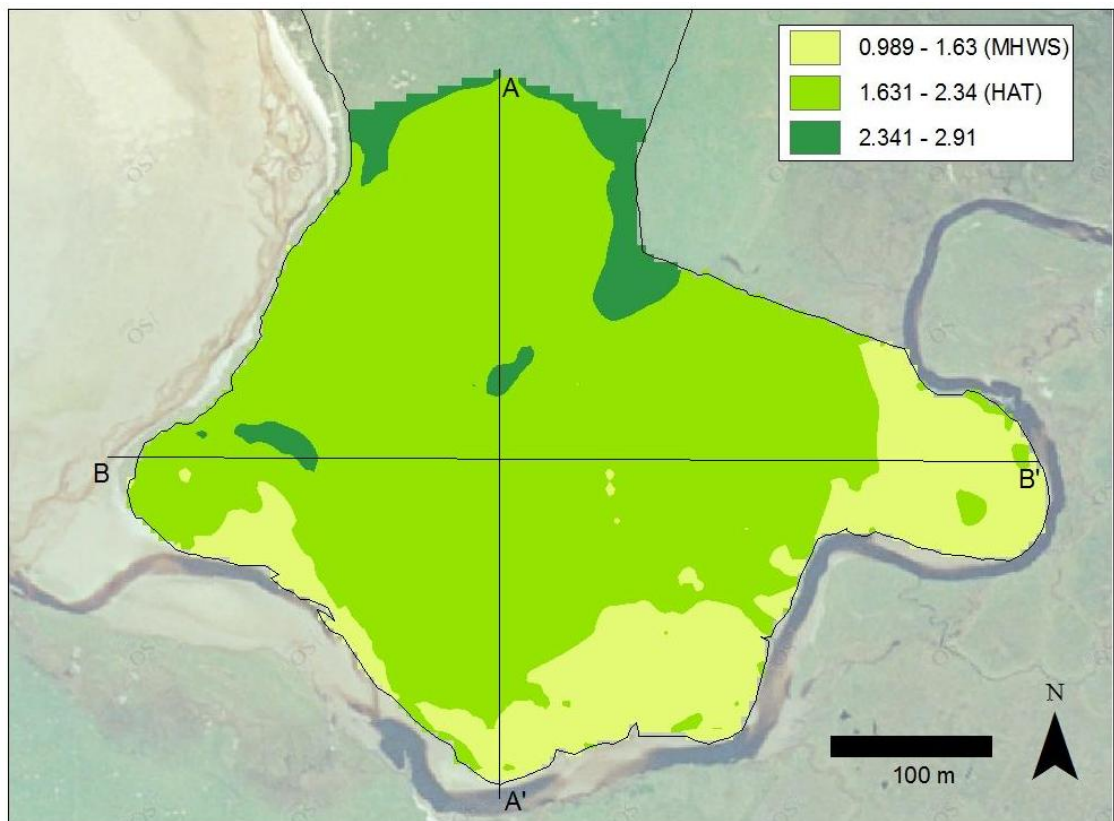 0.989 - 1.63 (MHWS)
1.631 - 2.34 (HAT)
2.341 - 2.91
A
B
B'
A'
N
100 m